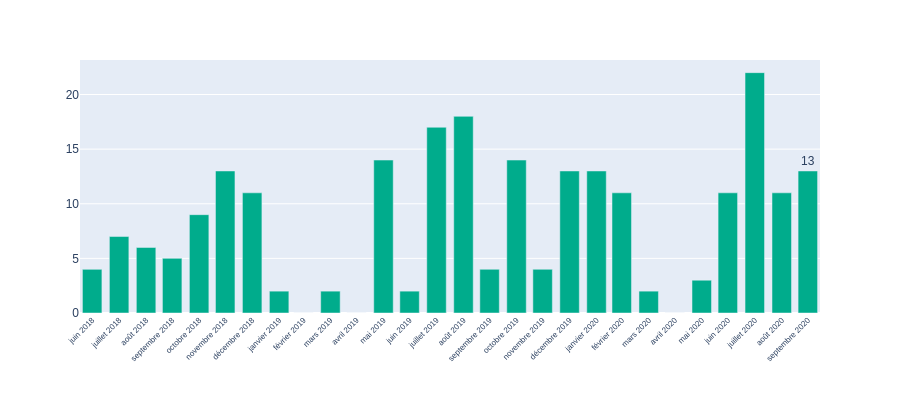 20
15
10
5
0
13
juin 2018
juillet 2018
août 2018
septembre 2018
octobre 2018
novembre 2018
décembre 2018
janvier 2019
février 2019
mars 2019
avril 2019
mai 2019
juin 2019
juillet 2019
août 2019
septembre 2019
octobre 2019
novembre 2019
décembre 2019
janvier 2020
février 2020
mars 2020
avril 2020
mai 2020
juin 2020
juillet 2020
août 2020
septembre 2020